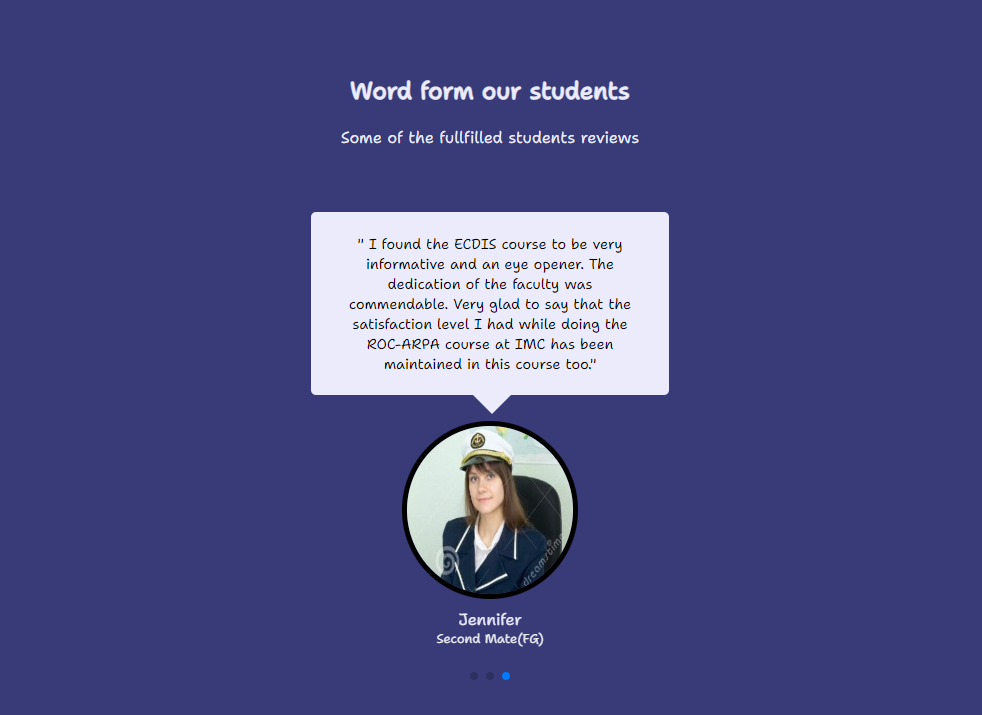 Word form our students
Some of the fullfilled students reviews
" I found the ECDIS course to be very
informative and an eye opener. The
dedication of the faculty was
commendable. Very glad to say that the
satisfaction level I had while doing the
ROC-ARPA course at IMC has been
maintained in this course too."
dreamstime
Jennifer
Second Mate(FG)